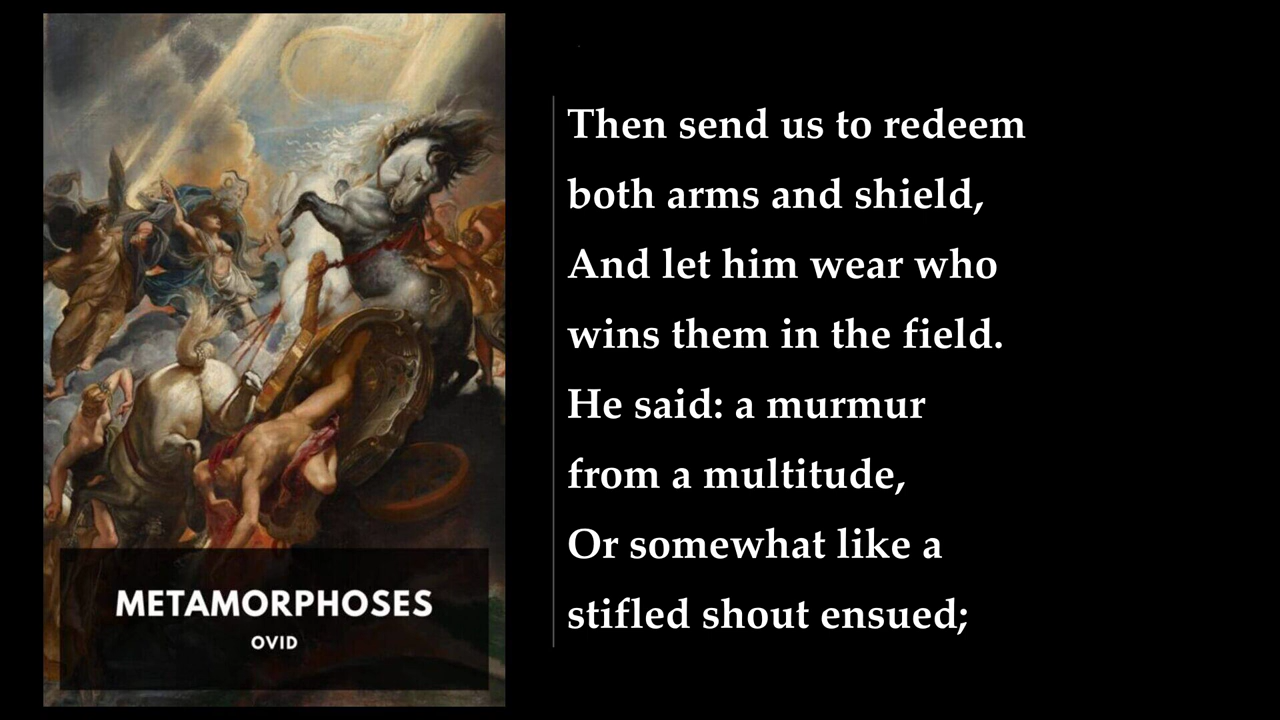 METAMORPHOSES
OVID
Then send us to redeem
both arms and shield,
And let him wear who
wins them in the field.
He said: a murmur
from a multitude,
Or somewhat like a
stifled shout ensued;